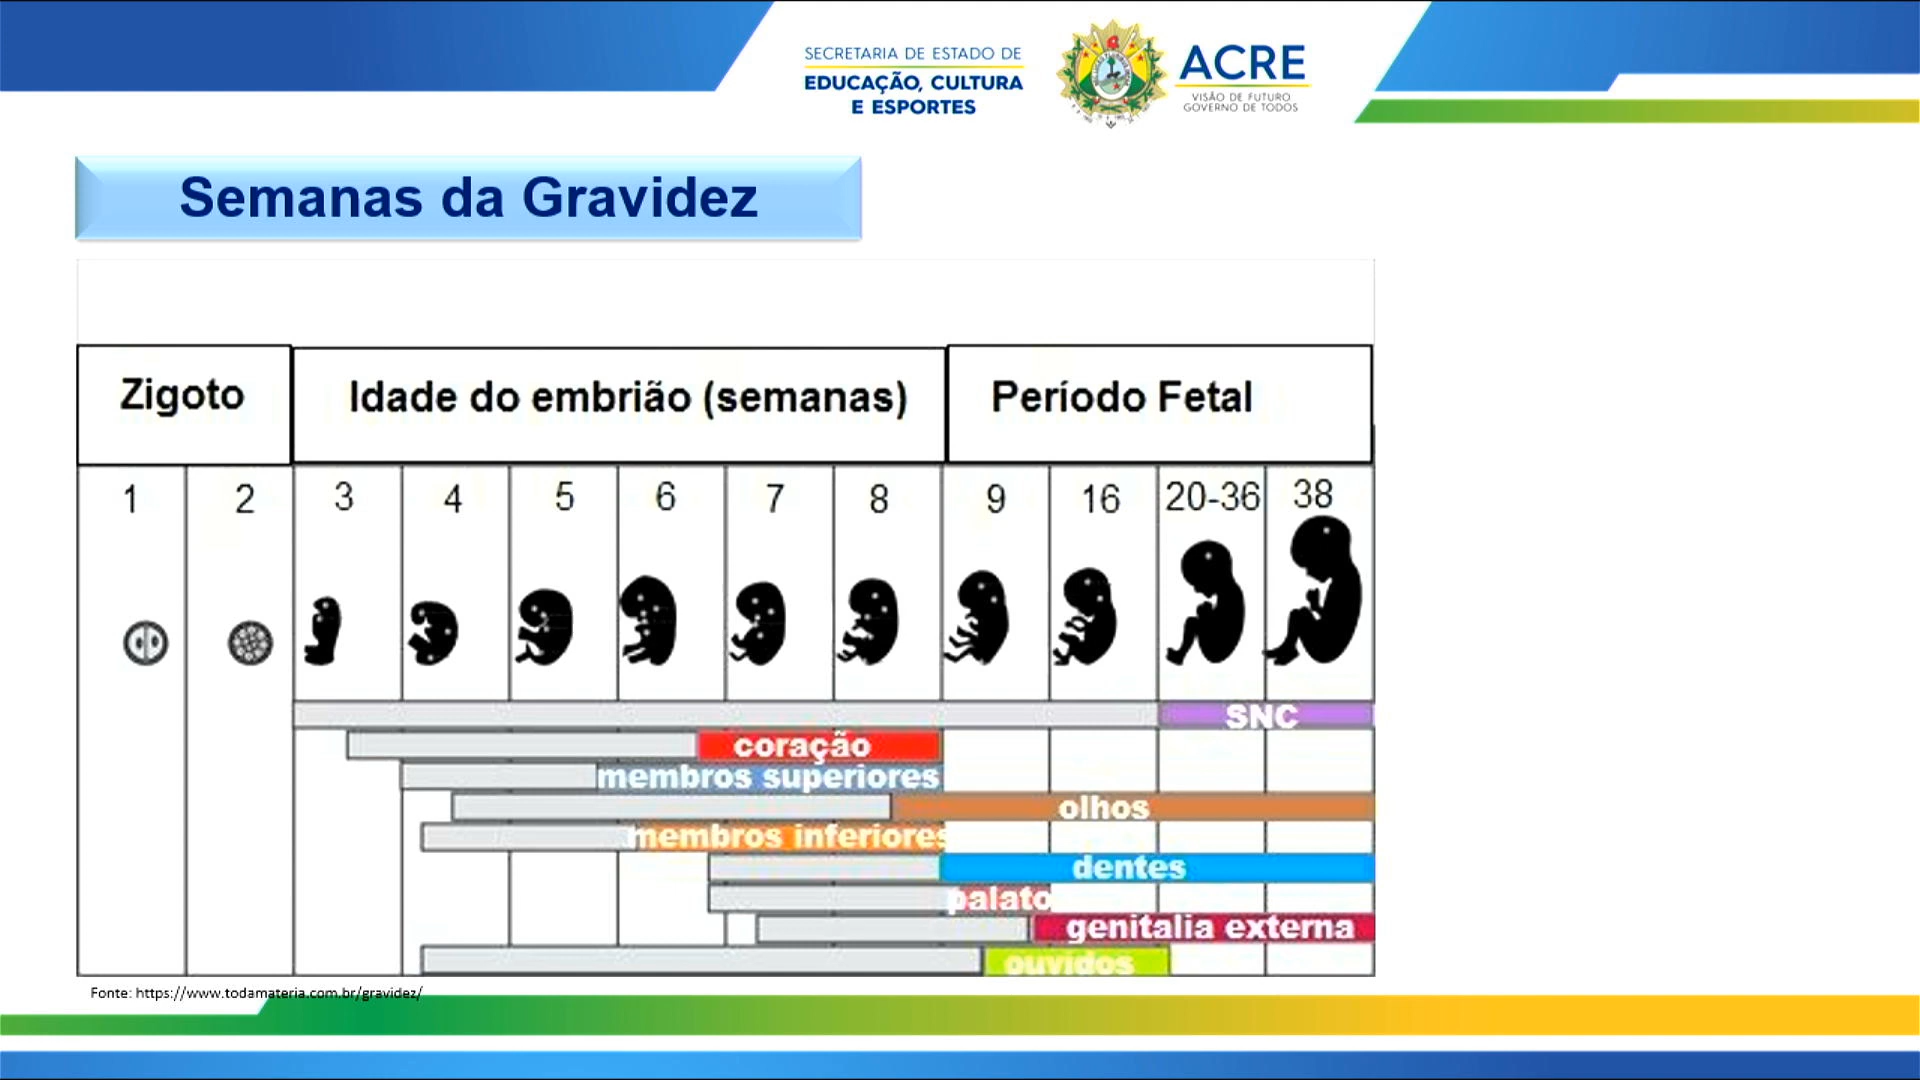 SECRETARIA DE ESTADO DE
EDUCAÇÃO, CULTURA
E ESPORTES
ACRE
VISÃO DE FUTURO
GOVERNO DE TODOS
Semanas da Gravidez
Zigoto
Idade do embrião (semanas)
Período Fetal
1 2 3 4 5 6 7 8 9 16 20-36 38
SNC
coração
membros superiores
olhos
membros inferiores
dentes
palato
genitalia externa
ouvidos
Fonte: https://www.todamateria.com.br/gravidez/